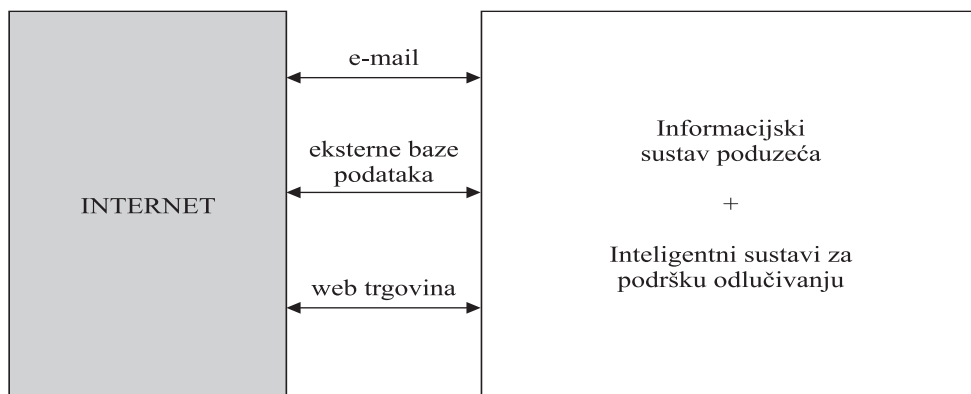 e-mail
eksterne baze
podataka
INTERNET
web trgovina
Informacijski
sustav poduzeća
+
Inteligentni sustavi za
podršku odlučivanju